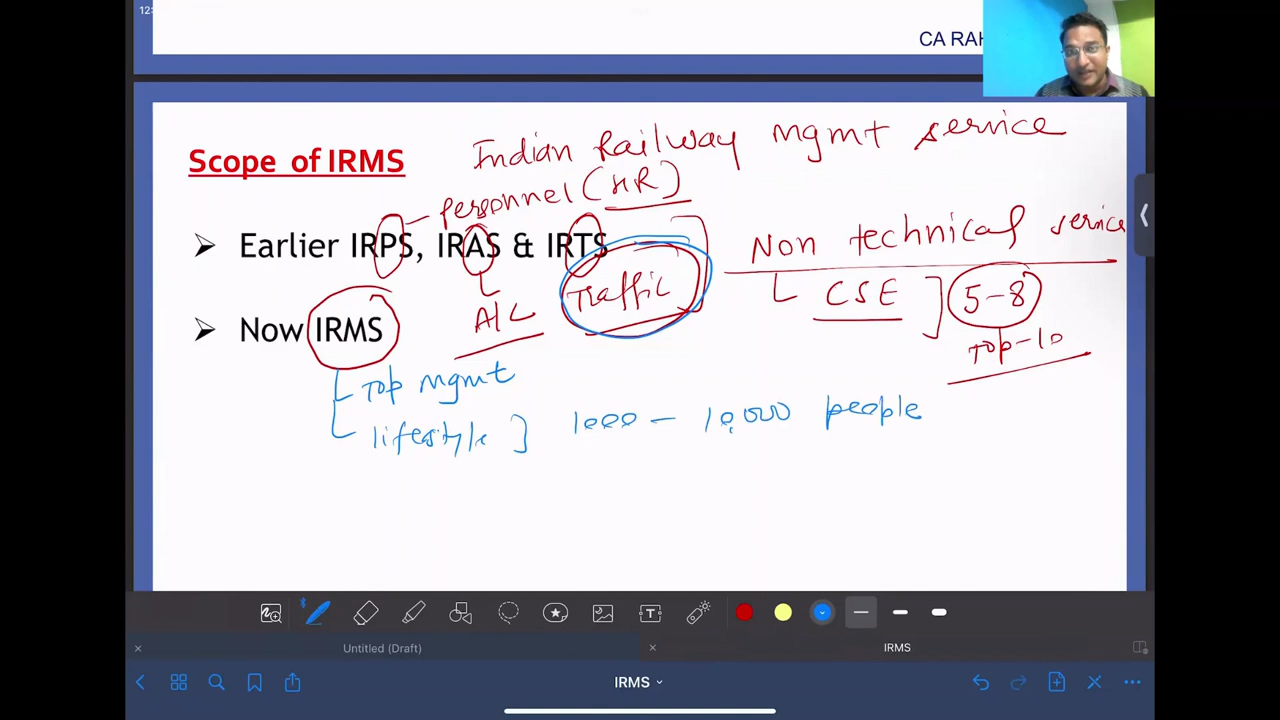 12:
CA RAH
Scope of IRMS
Indian Railway mgmt service
Personnel (HR)
➢ Earlier IRPS, IRAS & IRTS
Non technical service
A/C
Traffic
CSE ] 5-8
Top-10
➢ Now IRMS
Top mgmt
lifestyle ] 1000 - 10,000 people
Untitled (Draft)
IRMS
IRMS